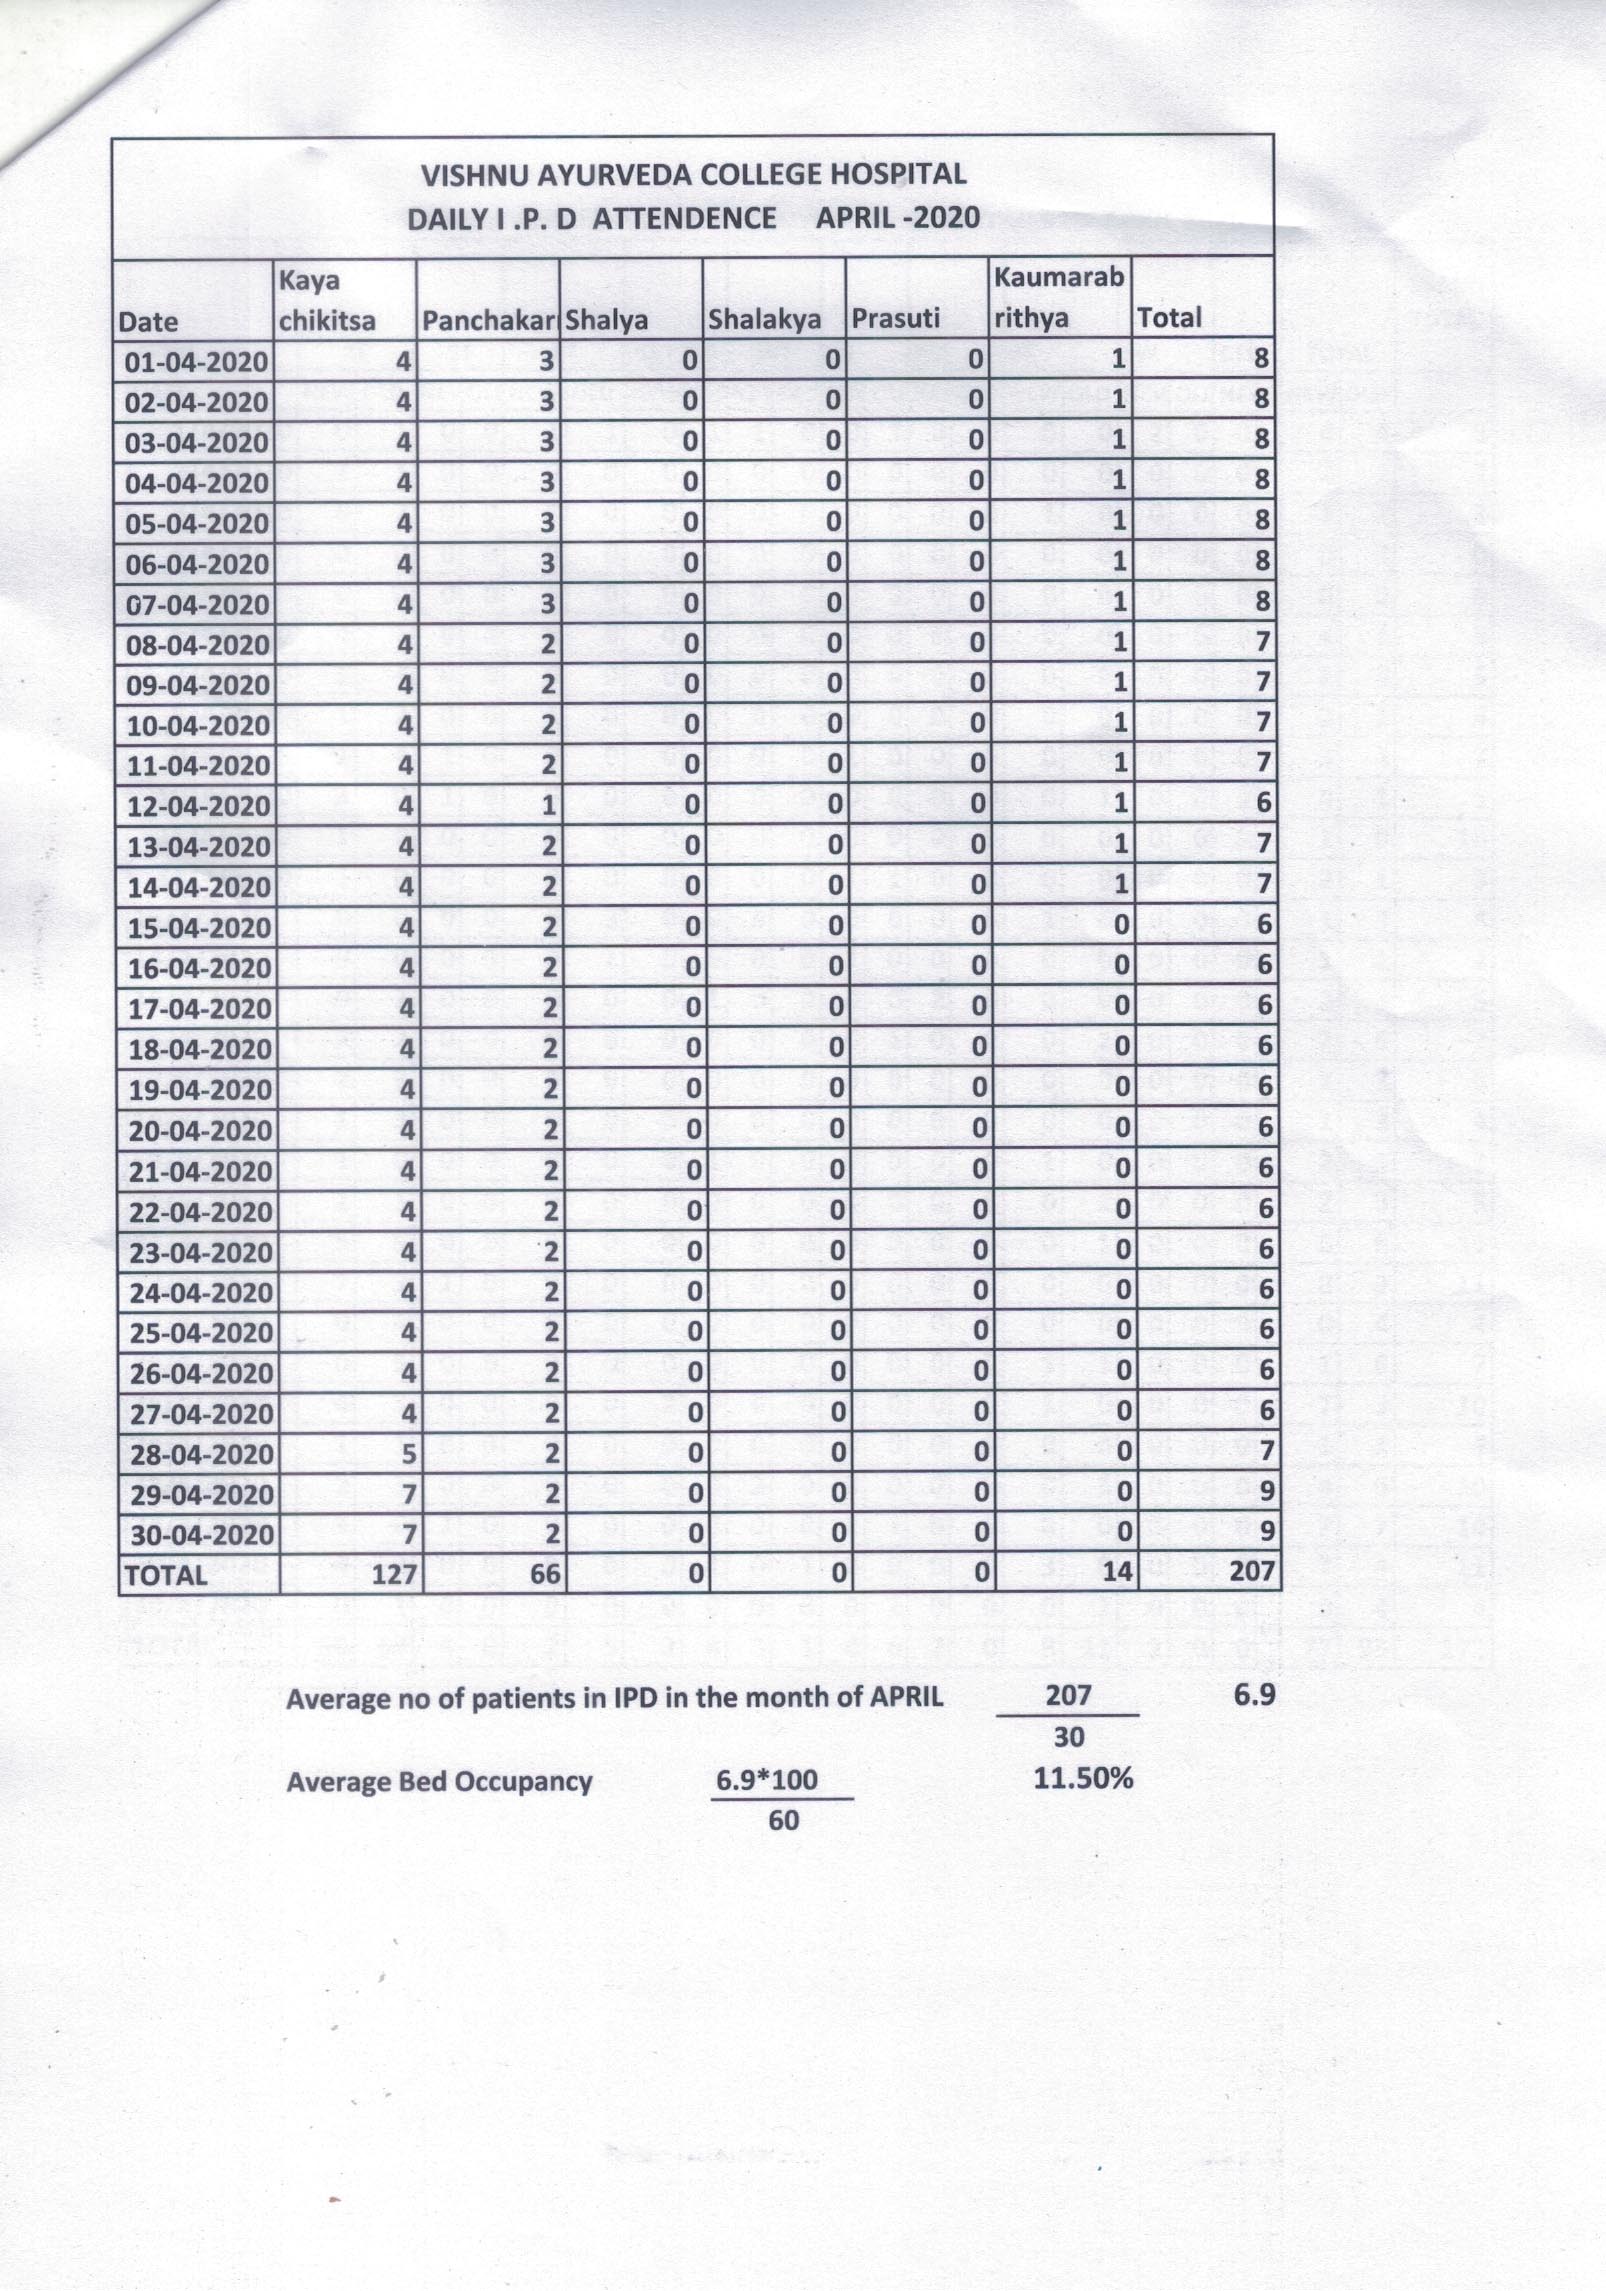 VISHNU AYURVEDA COLLEGE HOSPITAL
DAILY I .P. D ATTENDENCE APRIL -2020
Date Kaya chikitsa Panchakar Shalya Shalakya Prasuti Kaumarab rithya Total
01-04-2020 4 3 0 0 0 1 8
02-04-2020 4 3 0 0 0 1 8
03-04-2020 4 3 0 0 0 1 8
04-04-2020 4 3 0 0 0 1 8
05-04-2020 4 3 0 0 0 1 8
06-04-2020 4 3 0 0 0 1 8
07-04-2020 4 3 0 0 0 1 8
08-04-2020 4 2 0 0 0 1 7
09-04-2020 4 2 0 0 0 1 7
10-04-2020 4 2 0 0 0 1 7
11-04-2020 4 2 0 0 0 1 7
12-04-2020 4 1 0 0 0 1 6
13-04-2020 4 2 0 0 0 1 7
14-04-2020 4 2 0 0 0 1 7
15-04-2020 4 2 0 0 0 0 6
16-04-2020 4 2 0 0 0 0 6
17-04-2020 4 2 0 0 0 0 6
18-04-2020 4 2 0 0 0 0 6
19-04-2020 4 2 0 0 0 0 6
20-04-2020 4 2 0 0 0 0 6
21-04-2020 4 2 0 0 0 0 6
22-04-2020 4 2 0 0 0 0 6
23-04-2020 4 2 0 0 0 0 6
24-04-2020 4 2 0 0 0 0 6
25-04-2020 4 2 0 0 0 0 6
26-04-2020 4 2 0 0 0 0 6
27-04-2020 4 2 0 0 0 0 6
28-04-2020 5 2 0 0 0 0 7
29-04-2020 7 2 0 0 0 0 9
30-04-2020 7 2 0 0 0 0 9
TOTAL 127 66 0 0 0 14 207
Average no of patients in IPD in the month of APRIL 207 6.9
30
Average Bed Occupancy 6.9*100 11.50%
60